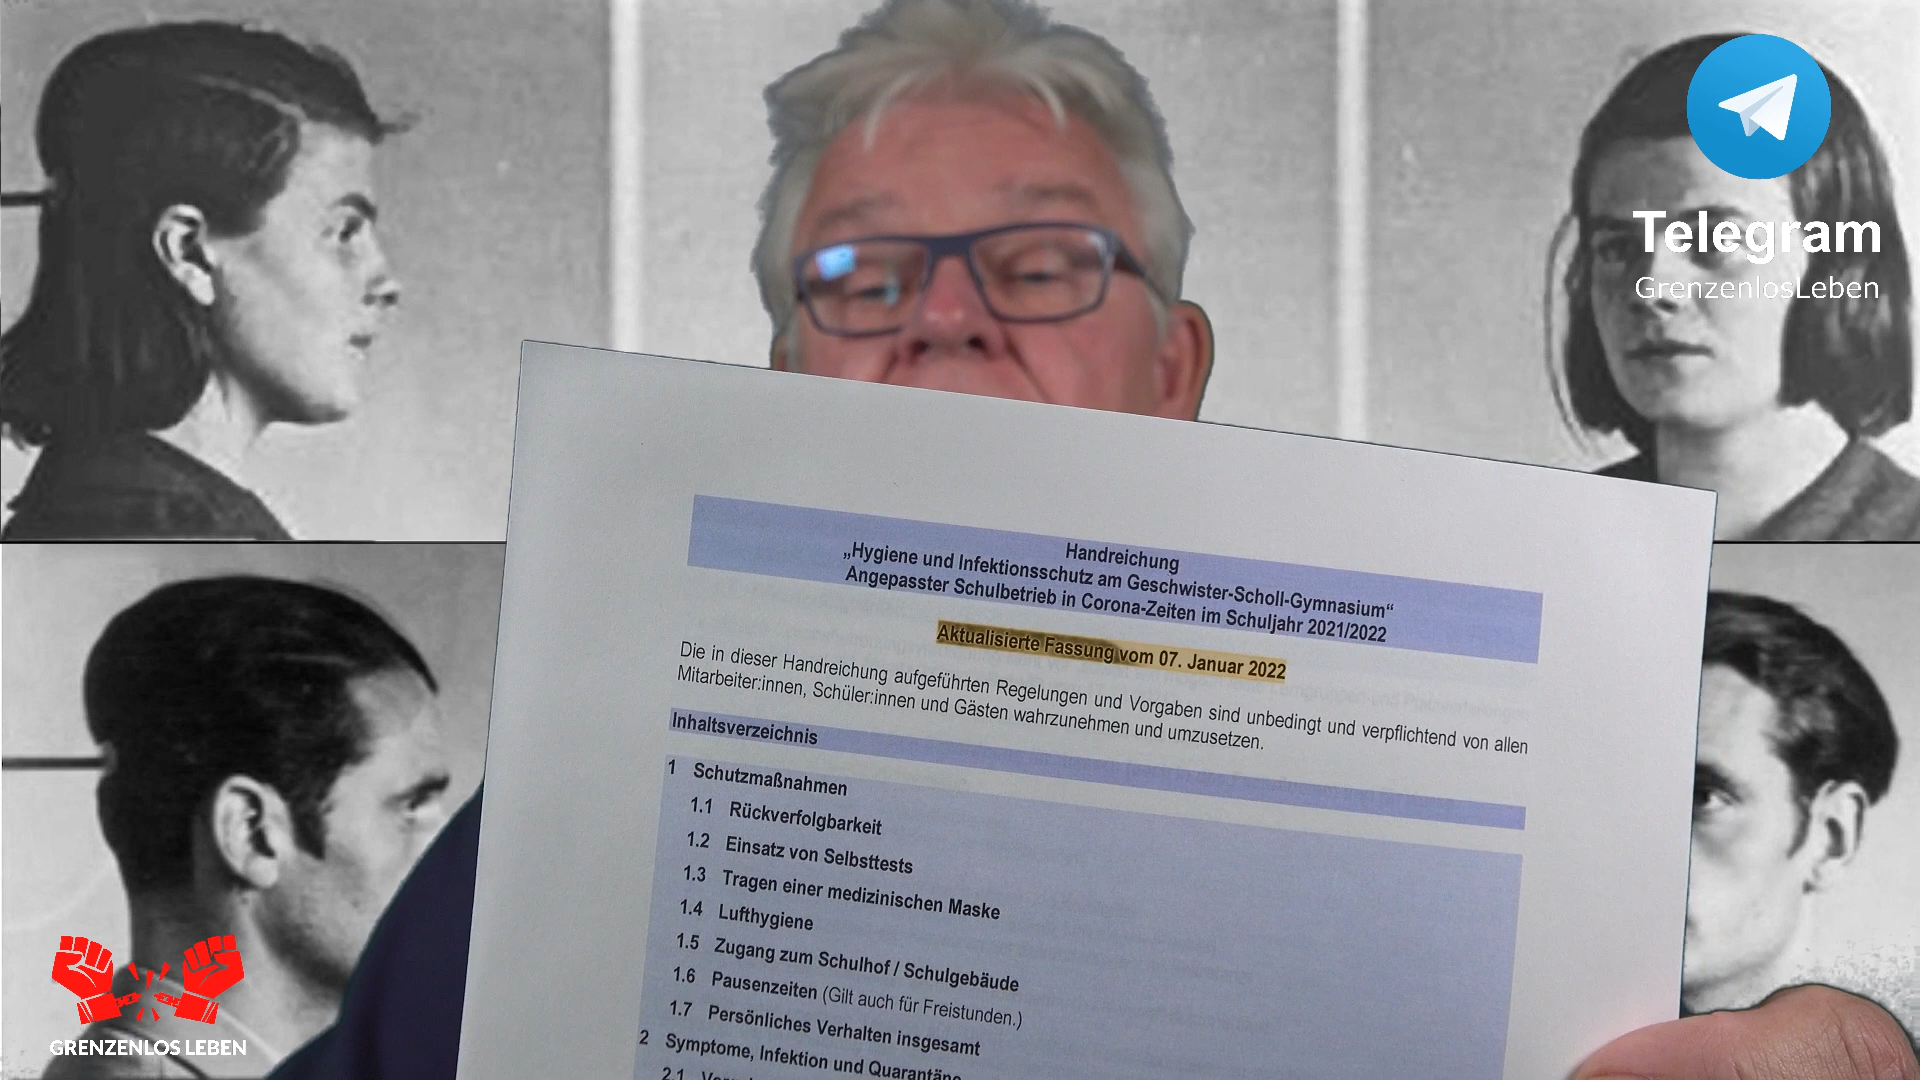 Telegram
GrenzenlosLeben
Handreichung
„Hygiene und Infektionsschutz am Geschwister-Scholl-Gymnasium“
Angepasster Schulbetrieb in Corona-Zeiten im Schuljahr 2021/2022
Aktualisierte Fassung vom 07. Januar 2022
Die in dieser Handreichung aufgeführten Regelungen und Vorgaben sind unbedingt und verpflichtend von allen
Mitarbeiter:innen, Schüler:innen und Gästen wahrzunehmen und umzusetzen.
Inhaltsverzeichnis
1 Schutzmaßnahmen
1.1 Rückverfolgbarkeit
1.2 Einsatz von Selbsttests
1.3 Tragen einer medizinischen Maske
1.4 Lufthygiene
1.5 Zugang zum Schulhof / Schulgebäude
1.6 Pausenzeiten (Gilt auch für Freistunden.)
1.7 Persönliches Verhalten insgesamt
2 Symptome, Infektion und Quarantäne
2.1
GRENZENLOS LEBEN